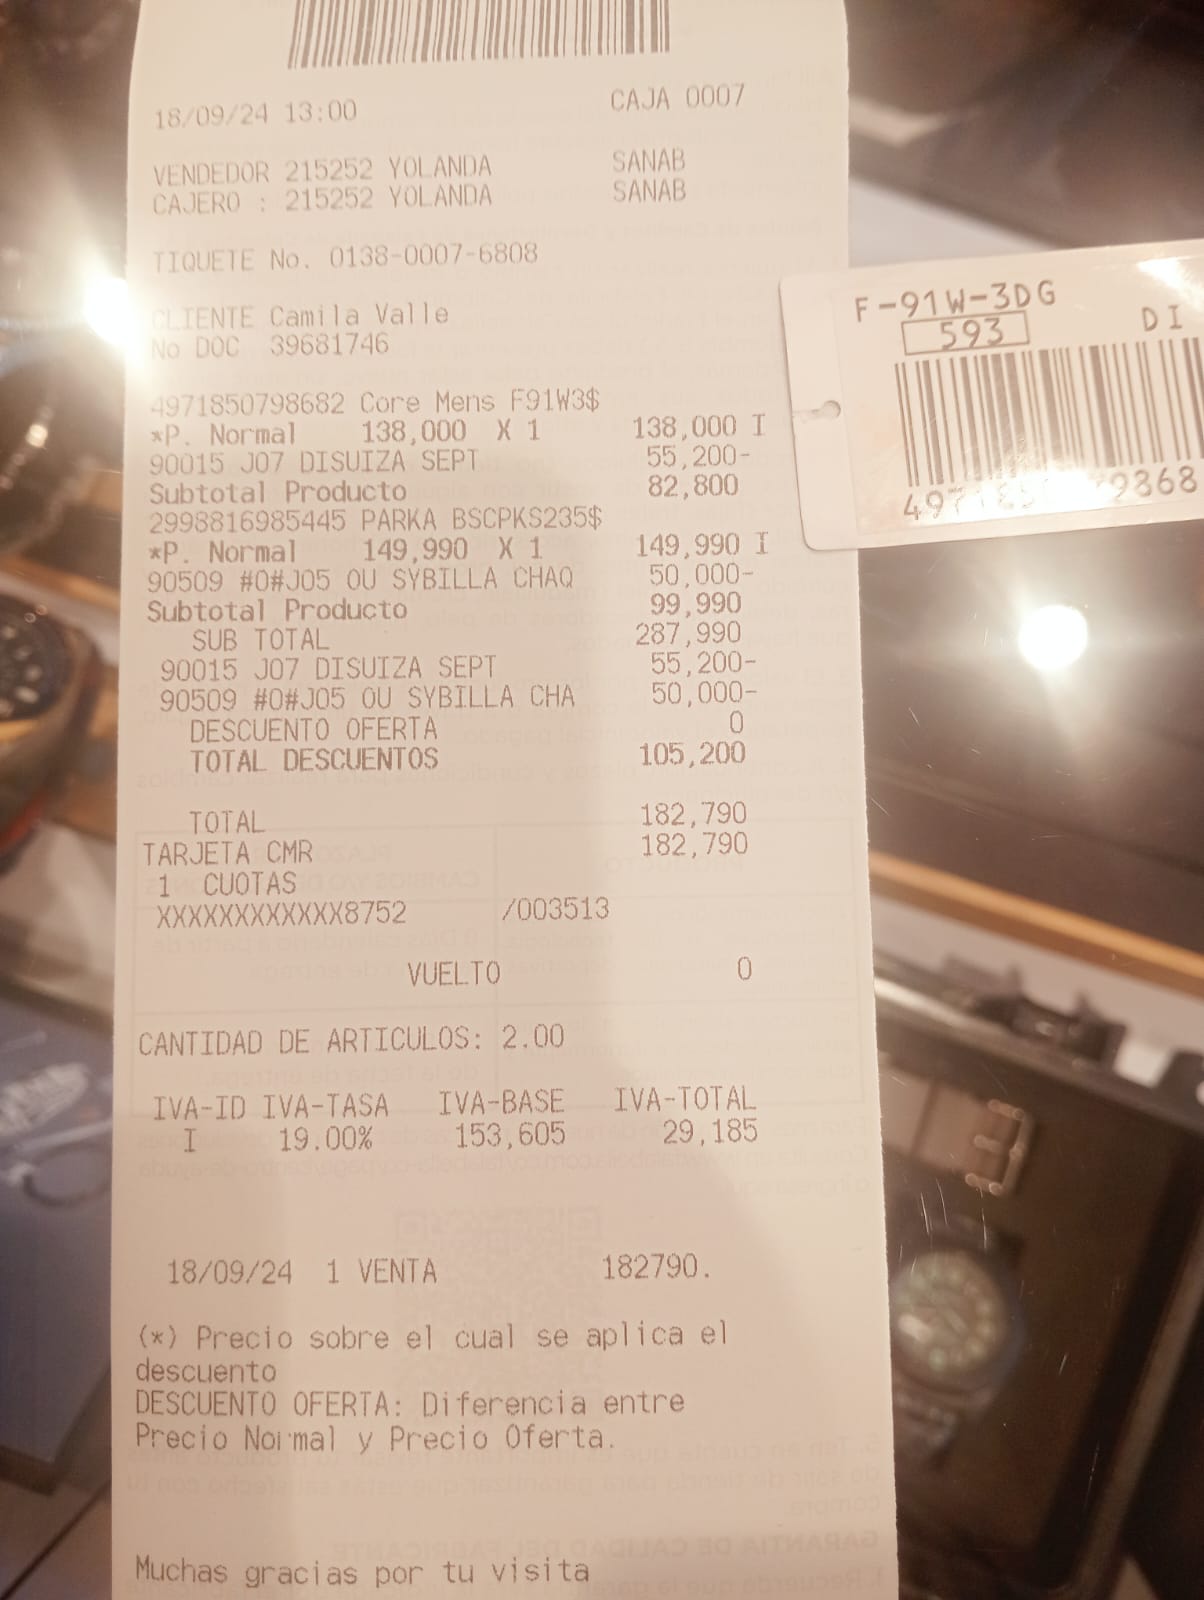 18/09/24 13:00 CAJA 0007
VENDEDOR 215252 YOLANDA SANAB
CAJERO : 215252 YOLANDA SANAB
TIQUETE No. 0138-0007-6808
CLIENTE Camila Valle
No DOC 39681746
4971850798682 Core Mens F91W3$
*P. Normal 138,000 X 1 138,000 I
90015 J07 DISUIZA SEPT 55,200-
Subtotal Producto 82,800
2998816985445 PARKA BSCPKS235$
*P. Normal 149,990 X 1 149,990 I
90509 #0#J05 OU SYBILLA CHAQ 50,000-
Subtotal Producto 99,990
SUB TOTAL 287,990
90015 J07 DISUIZA SEPT 55,200-
90509 #0#J05 OU SYBILLA CHA 50,000-
DESCUENTO OFERTA 0
TOTAL DESCUENTOS 105,200
TOTAL 182,790
TARJETA CMR 182,790
1 CUOTAS
XXXXXXXXXXXX8752 /003513
VUELTO 0
CANTIDAD DE ARTICULOS: 2.00
IVA-ID IVA-TASA IVA-BASE IVA-TOTAL
I 19.00% 153,605 29,185
18/09/24 1 VENTA 182790.
(*) Precio sobre el cual se aplica el
descuento
DESCUENTO OFERTA: Diferencia entre
Precio Normal y Precio Oferta.
Muchas gracias por tu visita
F-91W-3DG
593 DI